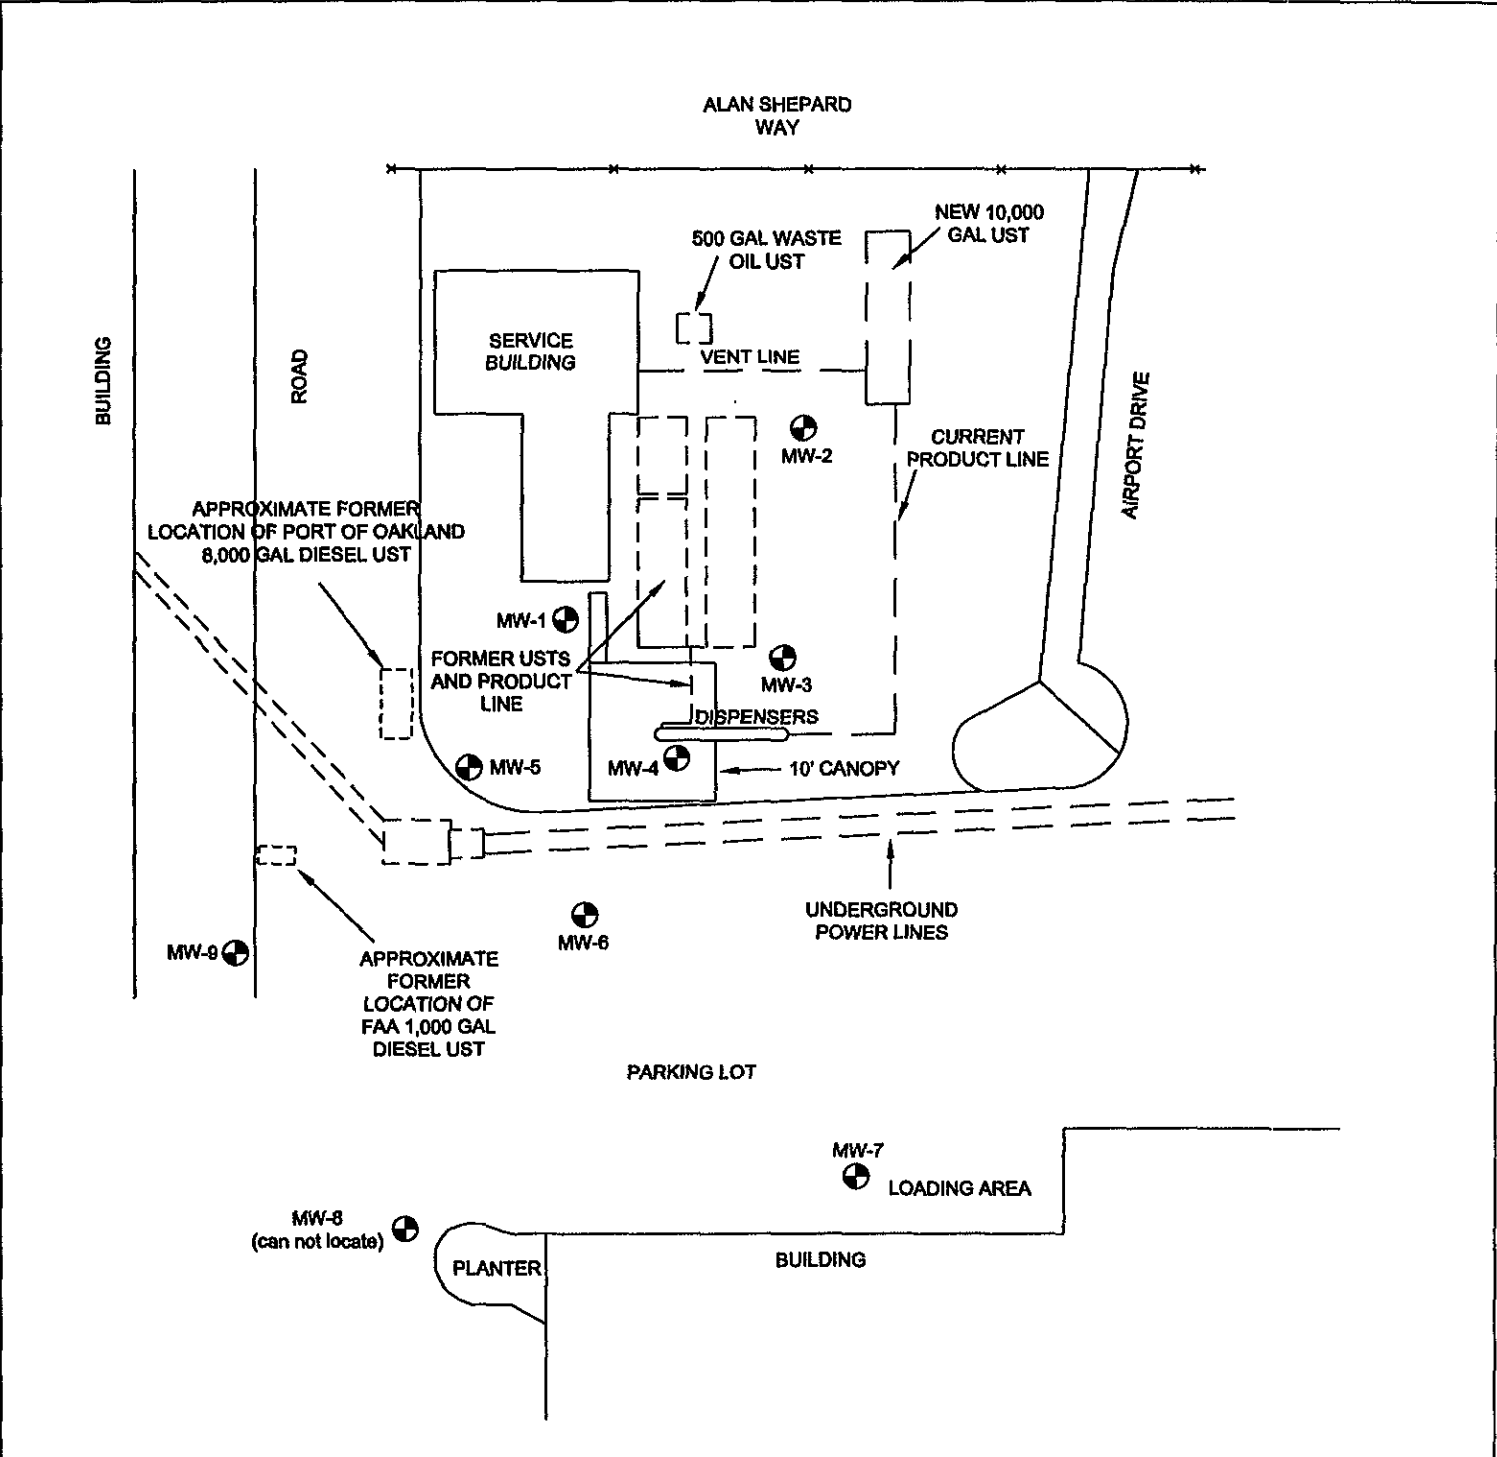 ALAN SHEPARD
WAY
NEW 10,000
GAL UST
500 GAL WASTE
OIL UST
SERVICE
BUILDING
VENT LINE
BUILDING
ROAD
AIRPORT DRIVE
MW-2
CURRENT
PRODUCT LINE
APPROXIMATE FORMER
LOCATION OF PORT OF OAKLAND
8,000 GAL DIESEL UST
MW-1
FORMER USTS
AND PRODUCT
LINE
MW-3
DISPENSERS
MW-5
MW-4
10' CANOPY
UNDERGROUND
POWER LINES
MW-6
MW-9
APPROXIMATE
FORMER
LOCATION OF
FAA 1,000 GAL
DIESEL UST
PARKING LOT
MW-7
LOADING AREA
MW-8
(can not locate)
PLANTER
BUILDING